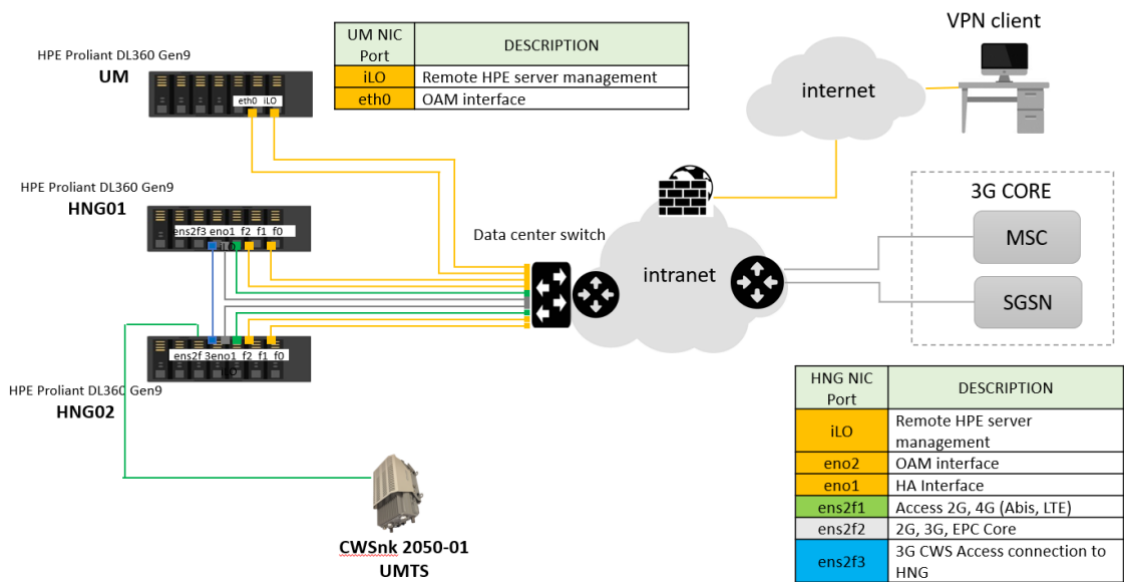 HPE Proliant DL360 Gen9
UM
eth0 iLO
UM NIC
Port
DESCRIPTION
iLO
Remote HPE server management
eth0
OAM interface
VPN client
internet
HPE Proliant DL360 Gen9
HNG01
ens2f3 eno1 f2 f1 f0
Data center switch
intranet
3G CORE
MSC
SGSN
ens2f 3eno1 f2 f1 f0
HPE Proliant DL360 Gen9
HNG02
CWSnk 2050-01
UMTS
HNG NIC
Port
DESCRIPTION
iLO
Remote HPE server
management
eno2
OAM interface
eno1
HA Interface
ens2f1
Access 2G, 4G (Abis, LTE)
ens2f2
2G, 3G, EPC Core
ens2f3
3G CWS Access connection to
HNG